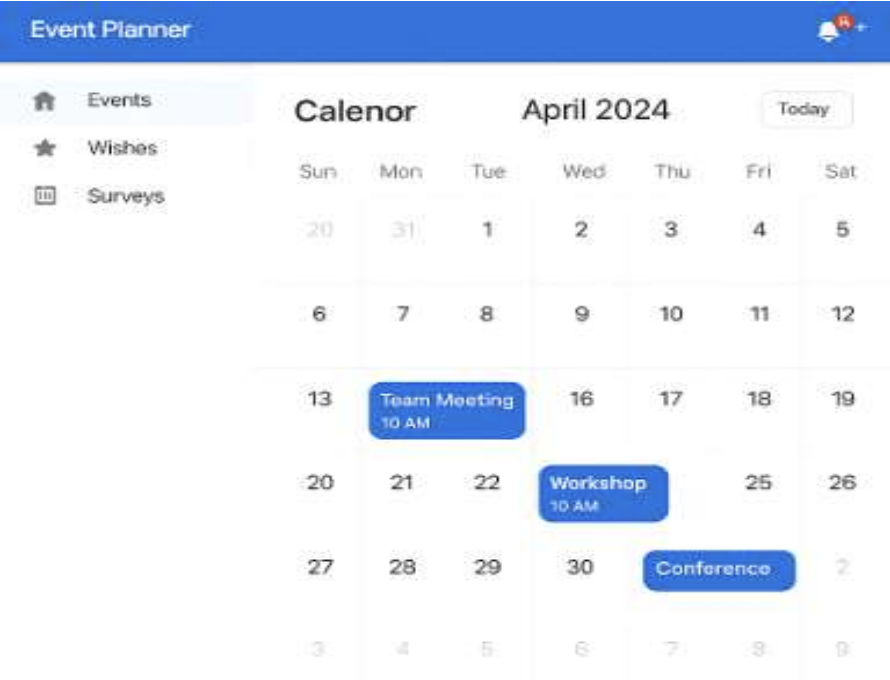 Event Planner
Events
Wishes
Surveys
Calenor April 2024 Today
Sun Mon Tue Wed Thu Fri Sat
20 31 1 2 3 4 5
6 7 8 9 10 11 12
13 Team Meeting 16 17 18 19
10 AM
20 21 22 Workshop 25 26
10 AM
27 28 29 30 Conference 2
3 4 5 6 7 8 9